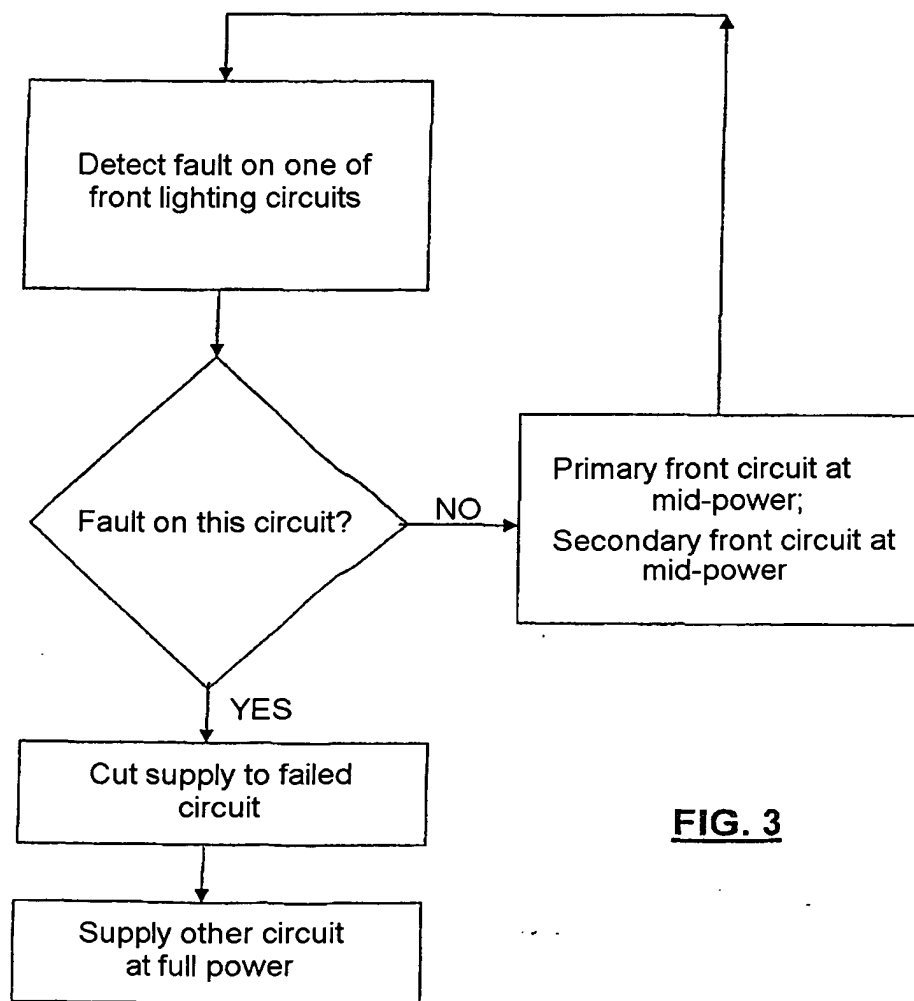 Detect fault on one of
front lighting circuits
Fault on this circuit?
NO
Primary front circuit at
mid-power;
Secondary front circuit at
mid-power
YES
Cut supply to failed
circuit
Supply other circuit
at full power
FIG. 3